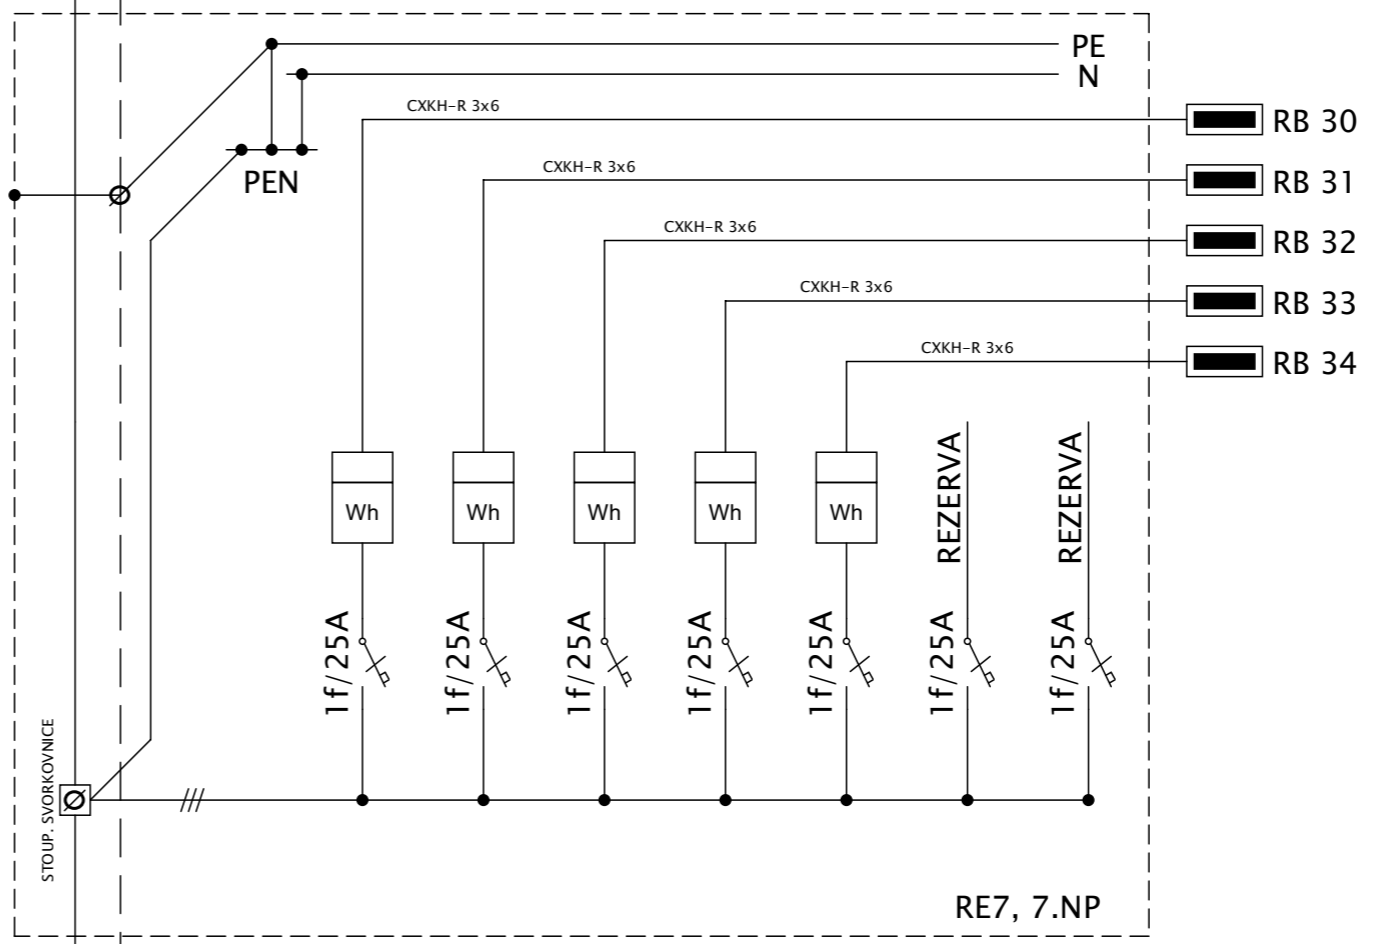 PE
N
CXKH-R 3x6
RB 30
PEN
CXKH-R 3x6
RB 31
CXKH-R 3x6
RB 32
CXKH-R 3x6
RB 33
CXKH-R 3x6
RB 34
Wh
Wh
Wh
Wh
Wh
REZERVA
REZERVA
1f/25A
1f/25A
1f/25A
1f/25A
1f/25A
1f/25A
1f/25A
STOUP. SVORKOVNICE
RE7, 7.NP